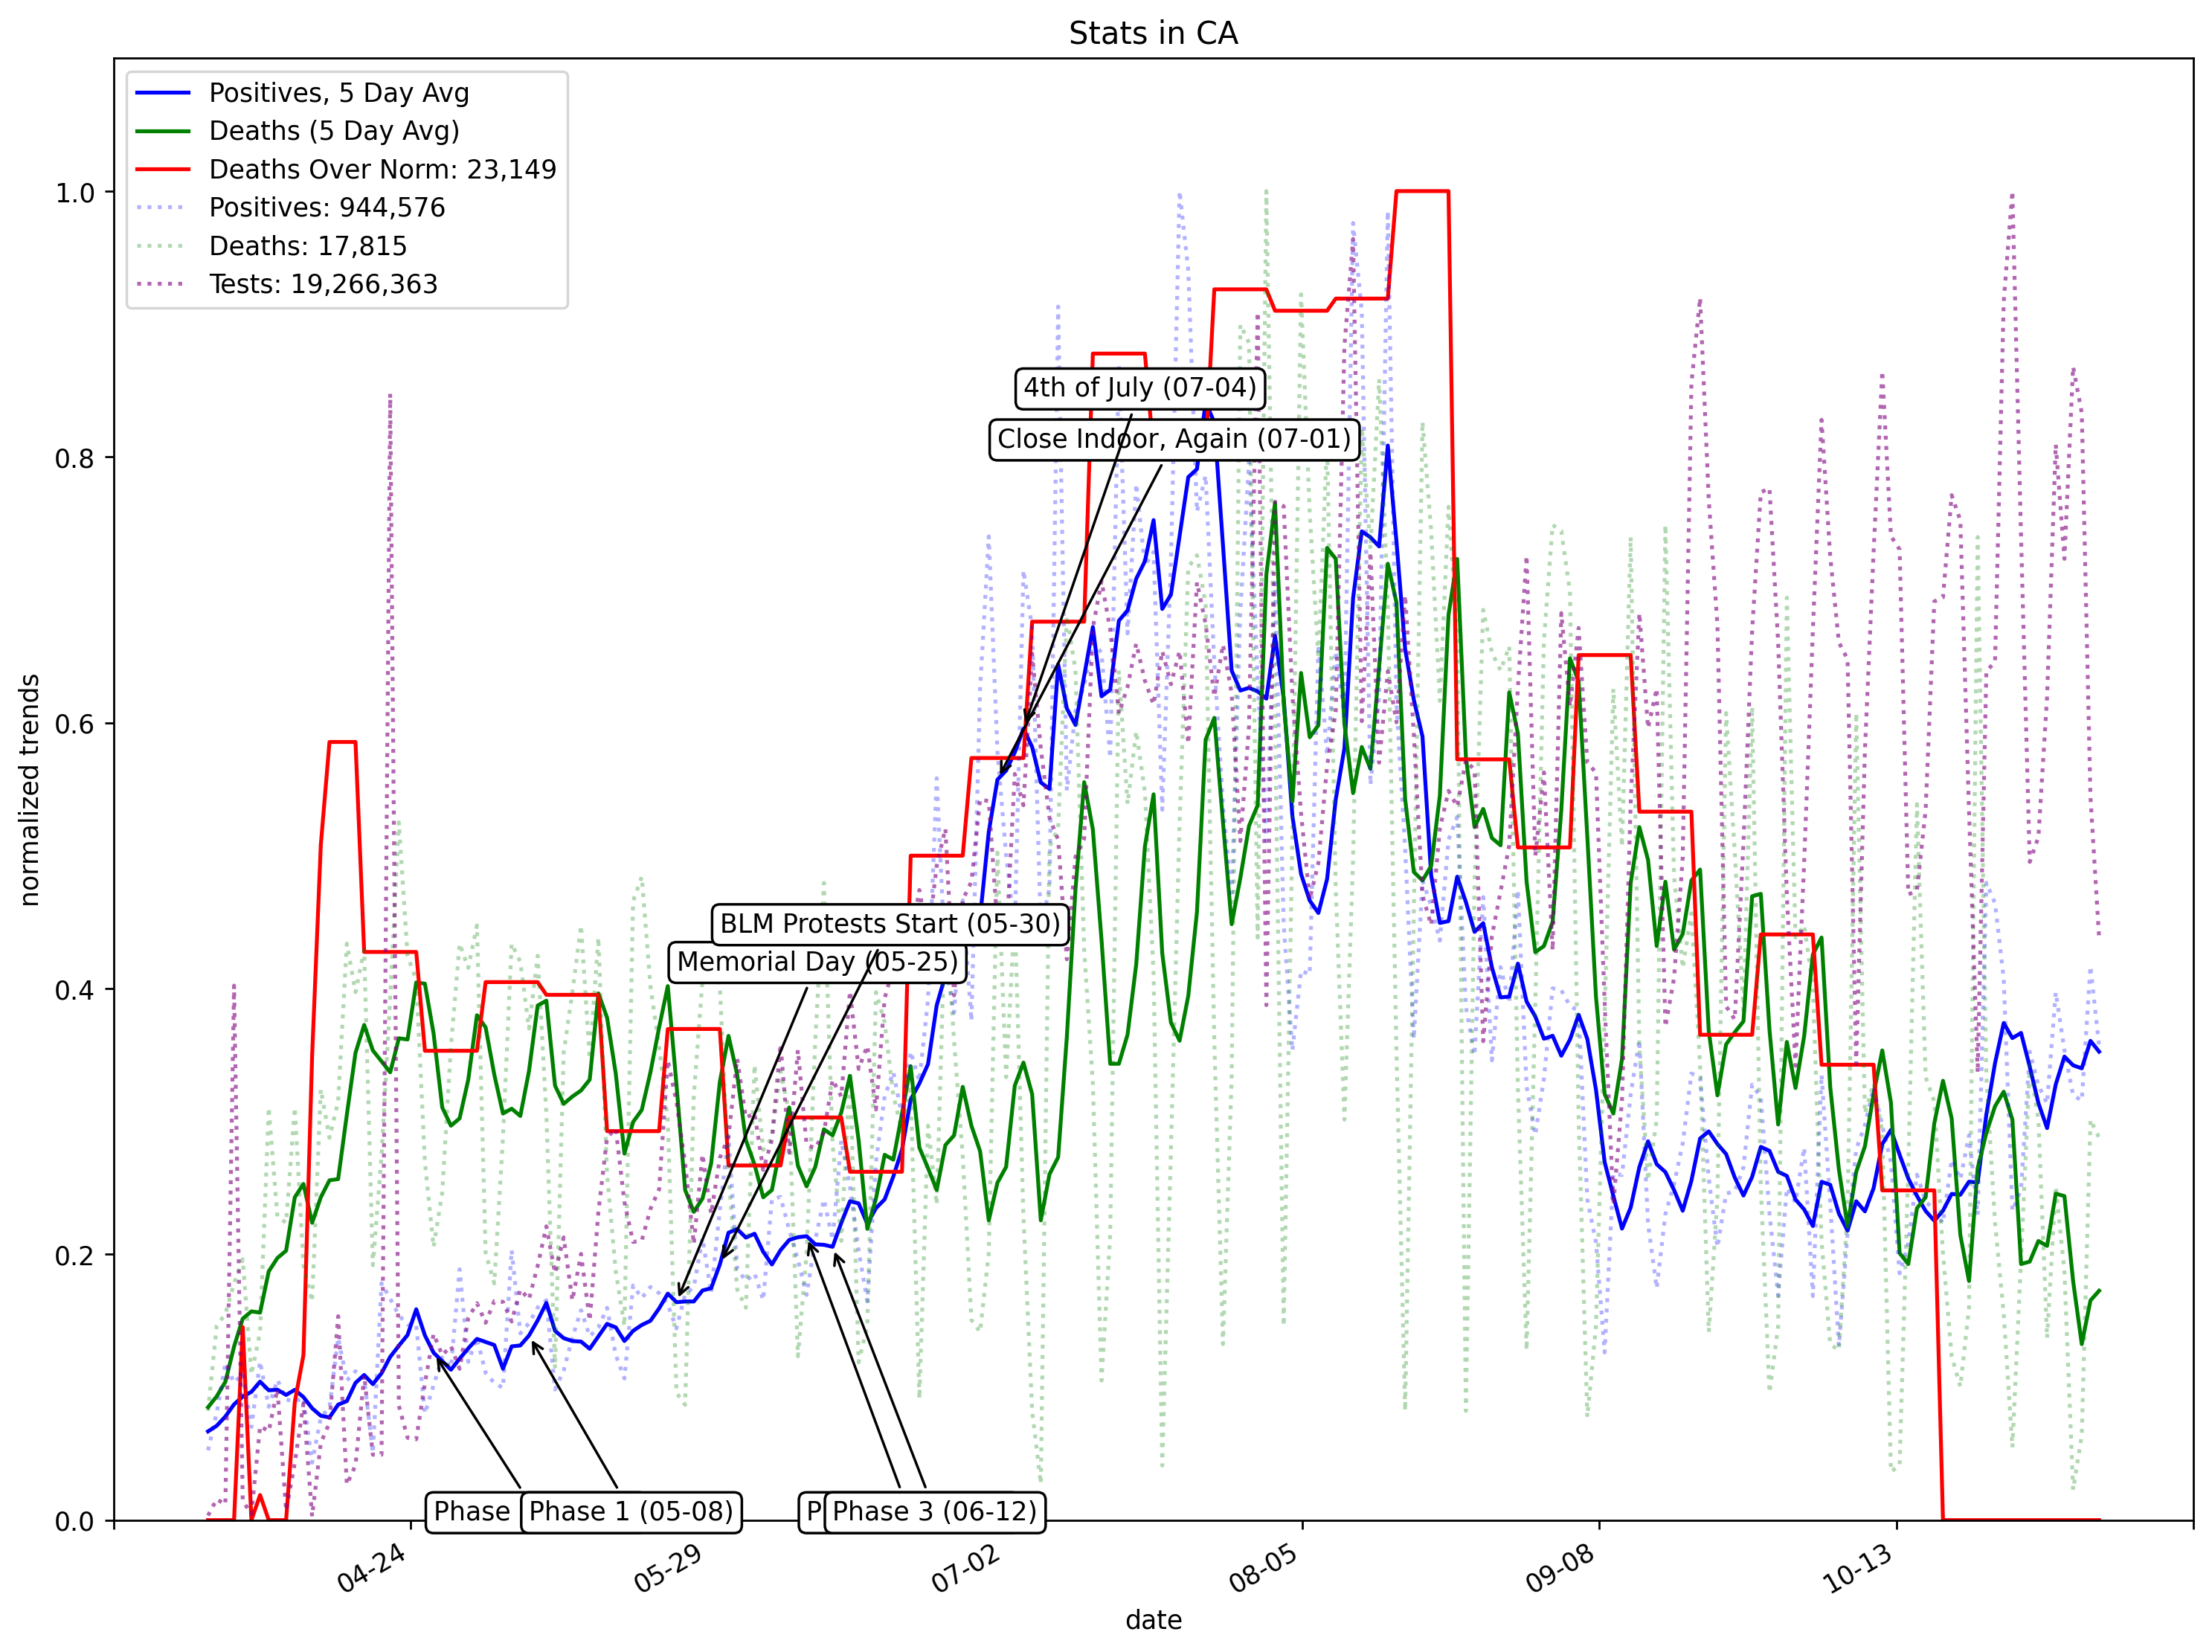 Stats in CA
Positives, 5 Day Avg
Deaths (5 Day Avg)
Deaths Over Norm: 23,149
Positives: 944,576
Deaths: 17,815
Tests: 19,266,363
1.0
0.8
0.6
0.4
0.2
0.0
normalized trends
4th of July (07-04)
Close Indoor, Again (07-01)
BLM Protests Start (05-30)
Memorial Day (05-25)
Phase
Phase 1 (05-08)
P
Phase 3 (06-12)
04-24
05-29
07-02
08-05
09-08
10-13
date